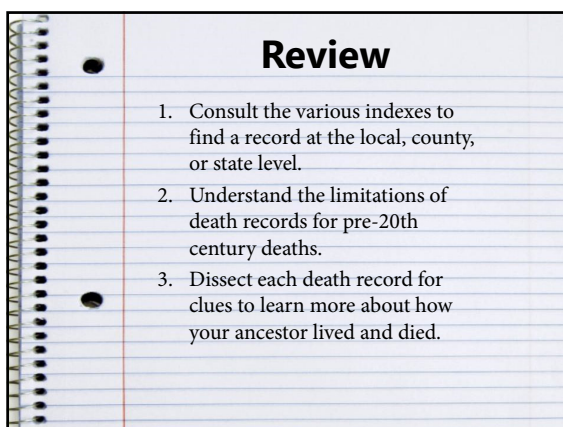 Review
1. Consult the various indexes to
find a record at the local, county,
or state level.
2. Understand the limitations of
death records for pre-20th
century deaths.
3. Dissect each death record for
clues to learn more about how
your ancestor lived and died.